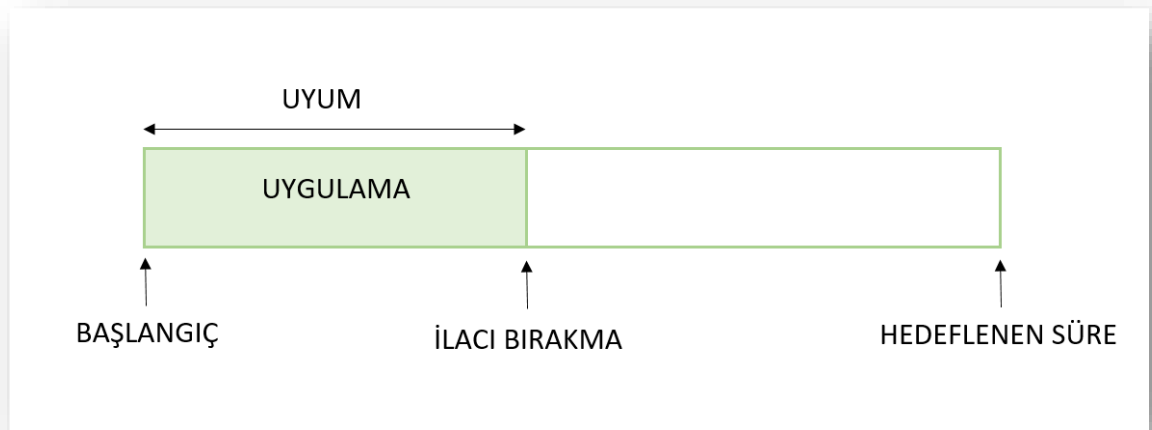 UYUM
UYGULAMA
BAŞLANGIÇ
İLACI BIRAKMA
HEDEFLENEN SÜRE